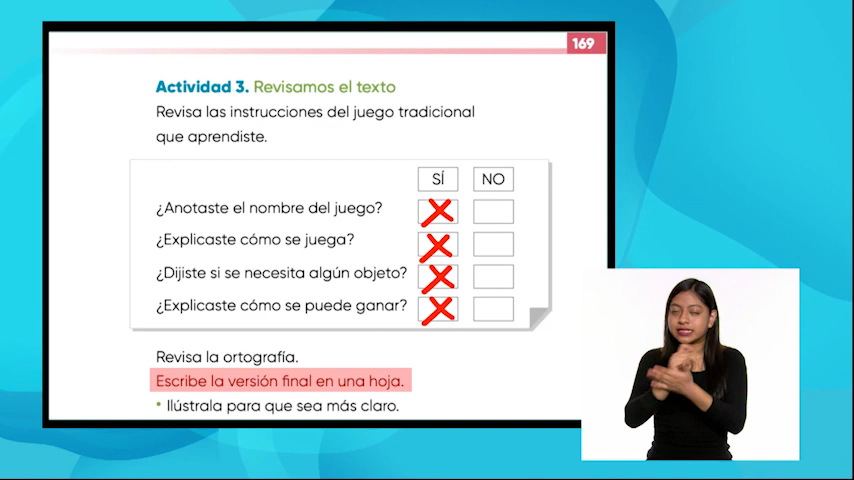 169
Actividad 3. Revisamos el texto
Revisa las instrucciones del juego tradicional
que aprendiste.
SÍ NO
¿Anotaste el nombre del juego?
¿Explicaste cómo se juega?
¿Dijiste si se necesita algún objeto?
¿Explicaste cómo se puede ganar?
Revisa la ortografía.
Escribe la versión final en una hoja.
• Ilústrala para que sea más claro.